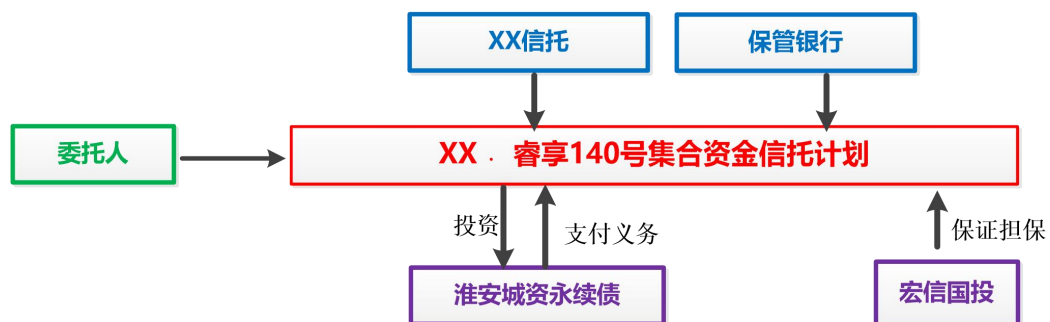 XX信托
保管银行
委托人
XX . 睿享140号集合资金信托计划
投资
支付义务
保证担保
淮安城资永续债
宏信国投